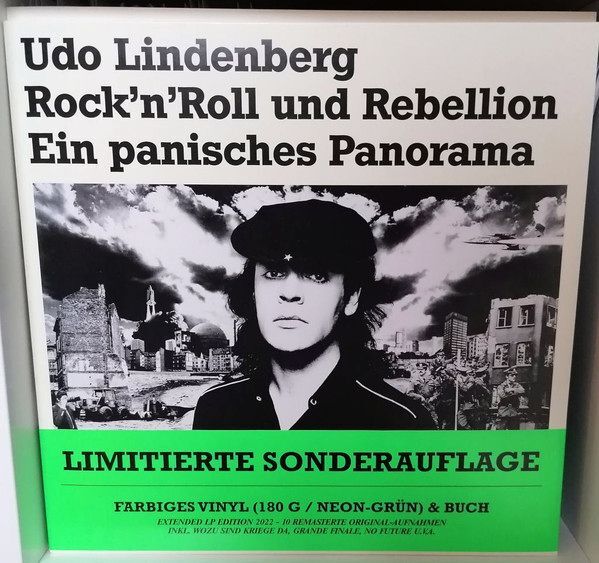 Udo Lindenberg
Rock’n’Roll und Rebellion
Ein panisches Panorama
LIMITIERTE SONDERAUFLAGE
FARBIGES VINYL (180 G / NEON-GRÜN) & BUCH
EXTENDED LP EDITION 2022 - 10 REMASTERTE ORIGINAL-AUFNAHMEN
INKL. WOZU SIND KRIEGE DA, GRANDE FINALE, NO FUTURE U.V.A.